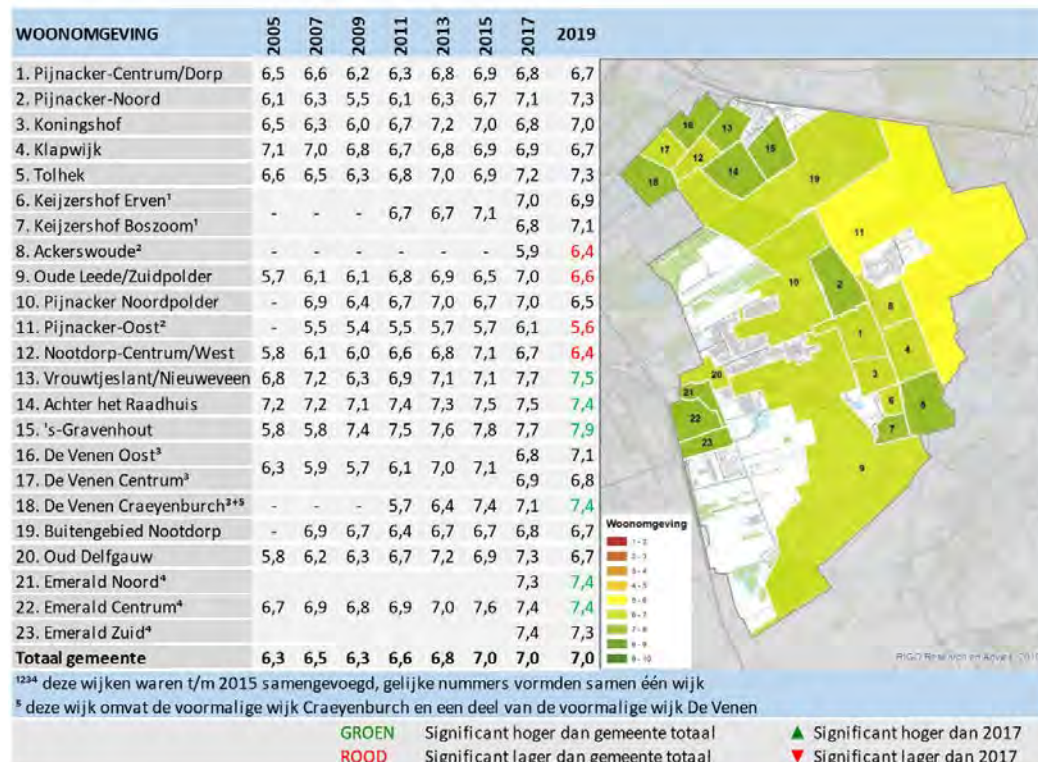 WOONOMGEVING 2005 2007 2009 2011 2013 2015 2017 2019
1. Pijnacker-Centrum/Dorp 6,5 6,6 6,2 6,3 6,8 6,9 6,8 6,7
2. Pijnacker-Noord 6,1 6,3 5,5 6,1 6,3 6,7 7,1 7,3
3. Koningshof 6,5 6,3 6,0 6,7 7,2 7,0 6,8 7,0
4. Klapwijk 7,1 7,0 6,8 6,7 6,8 6,9 6,9 6,7
5. Tolhek 6,6 6,5 6,3 6,8 7,0 6,9 7,2 7,3
6. Keijzershof Erven¹ 7,0 6,9
- - - 6,7 6,7 7,1
7. Keijzershof Boszoom¹ 6,8 7,1
8. Ackerswoude² - - - - - - 5,9 6,4
9. Oude Leede/Zuidpolder 5,7 6,1 6,1 6,8 6,9 6,5 7,0 6,6
10. Pijnacker Noordpolder - 6,9 6,4 6,7 7,0 6,7 7,0 6,5
11. Pijnacker-Oost² - 5,5 5,4 5,5 5,7 5,7 6,1 5,6
12. Nootdorp-Centrum/West 5,8 6,1 6,0 6,6 6,8 7,1 6,7 6,4
13. Vrouwtjeslant/Nieuweveen 6,8 7,2 6,3 6,9 7,1 7,1 7,7 7,5
14. Achter het Raadhuis 7,2 7,2 7,1 7,4 7,3 7,5 7,5 7,4
15. 's-Gravenhout 5,8 5,8 7,4 7,5 7,6 7,8 7,7 7,9
16. De Venen Oost³ 6,8 7,1
6,3 5,9 5,7 6,1 7,0 7,1
17. De Venen Centrum³ 6,9 6,8
18. De Venen Craeyenburch³⁺⁵ - - - 5,7 6,4 7,4 7,1 7,4
19. Buitengebied Nootdorp - 6,9 6,7 6,4 6,7 6,7 6,8 6,7
20. Oud Delfgauw 5,8 6,2 6,3 6,7 7,2 6,9 7,3 6,7
21. Emerald Noord⁴ 7,3 7,4
22. Emerald Centrum⁴ 6,7 6,9 6,8 6,9 7,0 7,6 7,4 7,4
23. Emerald Zuid⁴ 7,4 7,3
Totaal gemeente 6,3 6,5 6,3 6,6 6,8 7,0 7,0 7,0
¹²³⁴ deze wijken waren t/m 2015 samengevoegd, gelijke nummers vormden samen één wijk
⁵ deze wijk omvat de voormalige wijk Craeyenburch en een deel van de voormalige wijk De Venen
GROEN Significant hoger dan gemeente totaal ▲ Significant hoger dan 2017
ROOD Significant lager dan gemeente totaal ▼ Significant lager dan 2017
16 13 15
17 12 14
18 19
11
10 2 8
1 4
20 3
21 6 5
22 7
23 9
Woonomgeving
1 - 2
2 - 3
3 - 4
4 - 5
5 - 6
6 - 7
7 - 8
8 - 9
9 - 10
RIGO Research en Advies